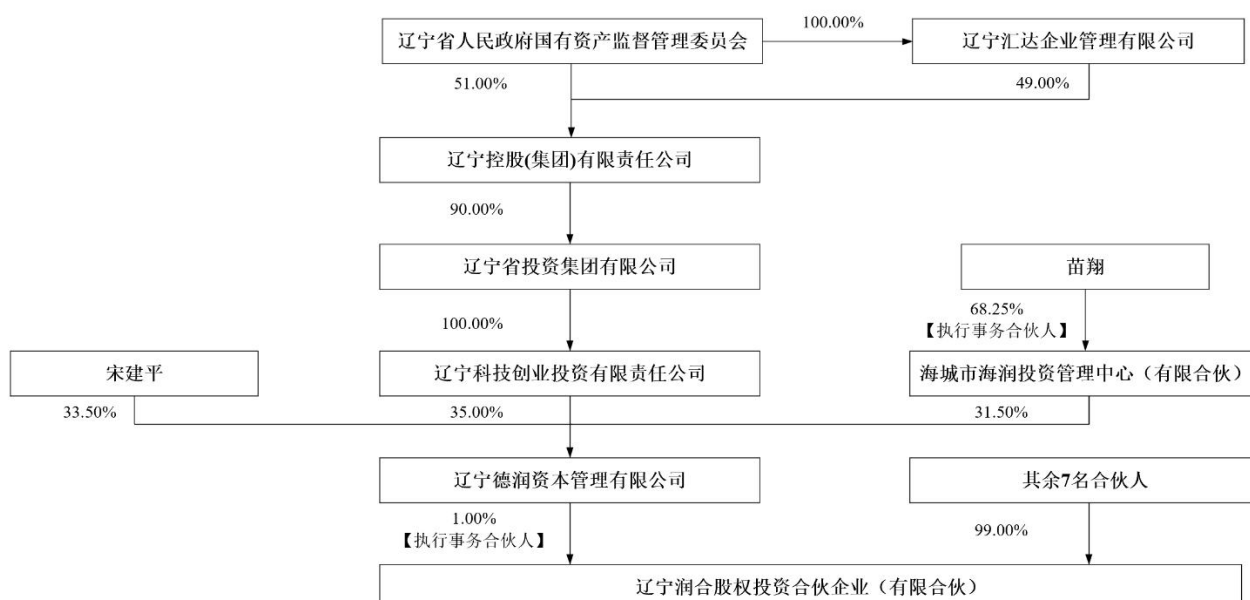 辽宁省人民政府国有资产监督管理委员会
100.00%
辽宁汇达企业管理有限公司
51.00%
49.00%
辽宁控股(集团)有限责任公司
90.00%
辽宁省投资集团有限公司
苗翔
100.00%
68.25%
【执行事务合伙人】
宋建平
辽宁科技创业投资有限责任公司
海城市海润投资管理中心（有限合伙）
33.50%
35.00%
31.50%
辽宁德润资本管理有限公司
其余7名合伙人
1.00%
【执行事务合伙人】
99.00%
辽宁润合股权投资合伙企业（有限合伙）